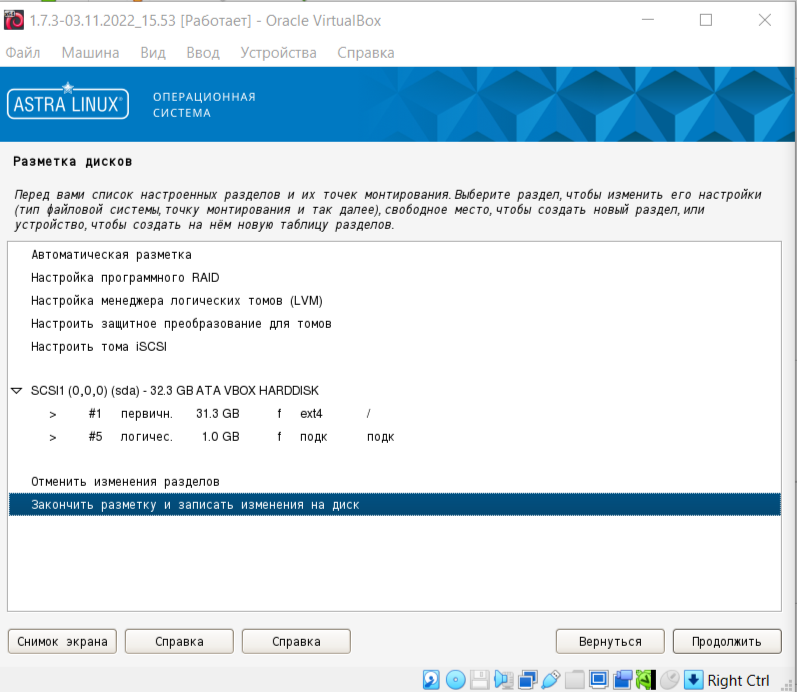 1.7.3-03.11.2022_15.53 [Работает] - Oracle VirtualBox
Файл Машина Вид Ввод Устройства Справка
ASTRA LINUX® ОПЕРАЦИОННАЯ СИСТЕМА
Разметка дисков
Перед вами список настроенных разделов и их точек монтирования. Выберите раздел, чтобы изменить его настройки
(тип файловой системы, точку монтирования и так далее), свободное место, чтобы создать новый раздел, или
устройство, чтобы создать на нём новую таблицу разделов.
Автоматическая разметка
Настройка программного RAID
Настройка менеджера логических томов (LVM)
Настроить защитное преобразование для томов
Настроить тома iSCSI
SCSI1 (0,0,0) (sda) - 32.3 GB ATA VBOX HARDDISK
> #1 первичн. 31.3 GB f ext4 /
> #5 логичес. 1.0 GB f подк подк
Отменить изменения разделов
Закончить разметку и записать изменения на диск
Снимок экрана Справка Справка Вернуться Продолжить
Right Ctrl